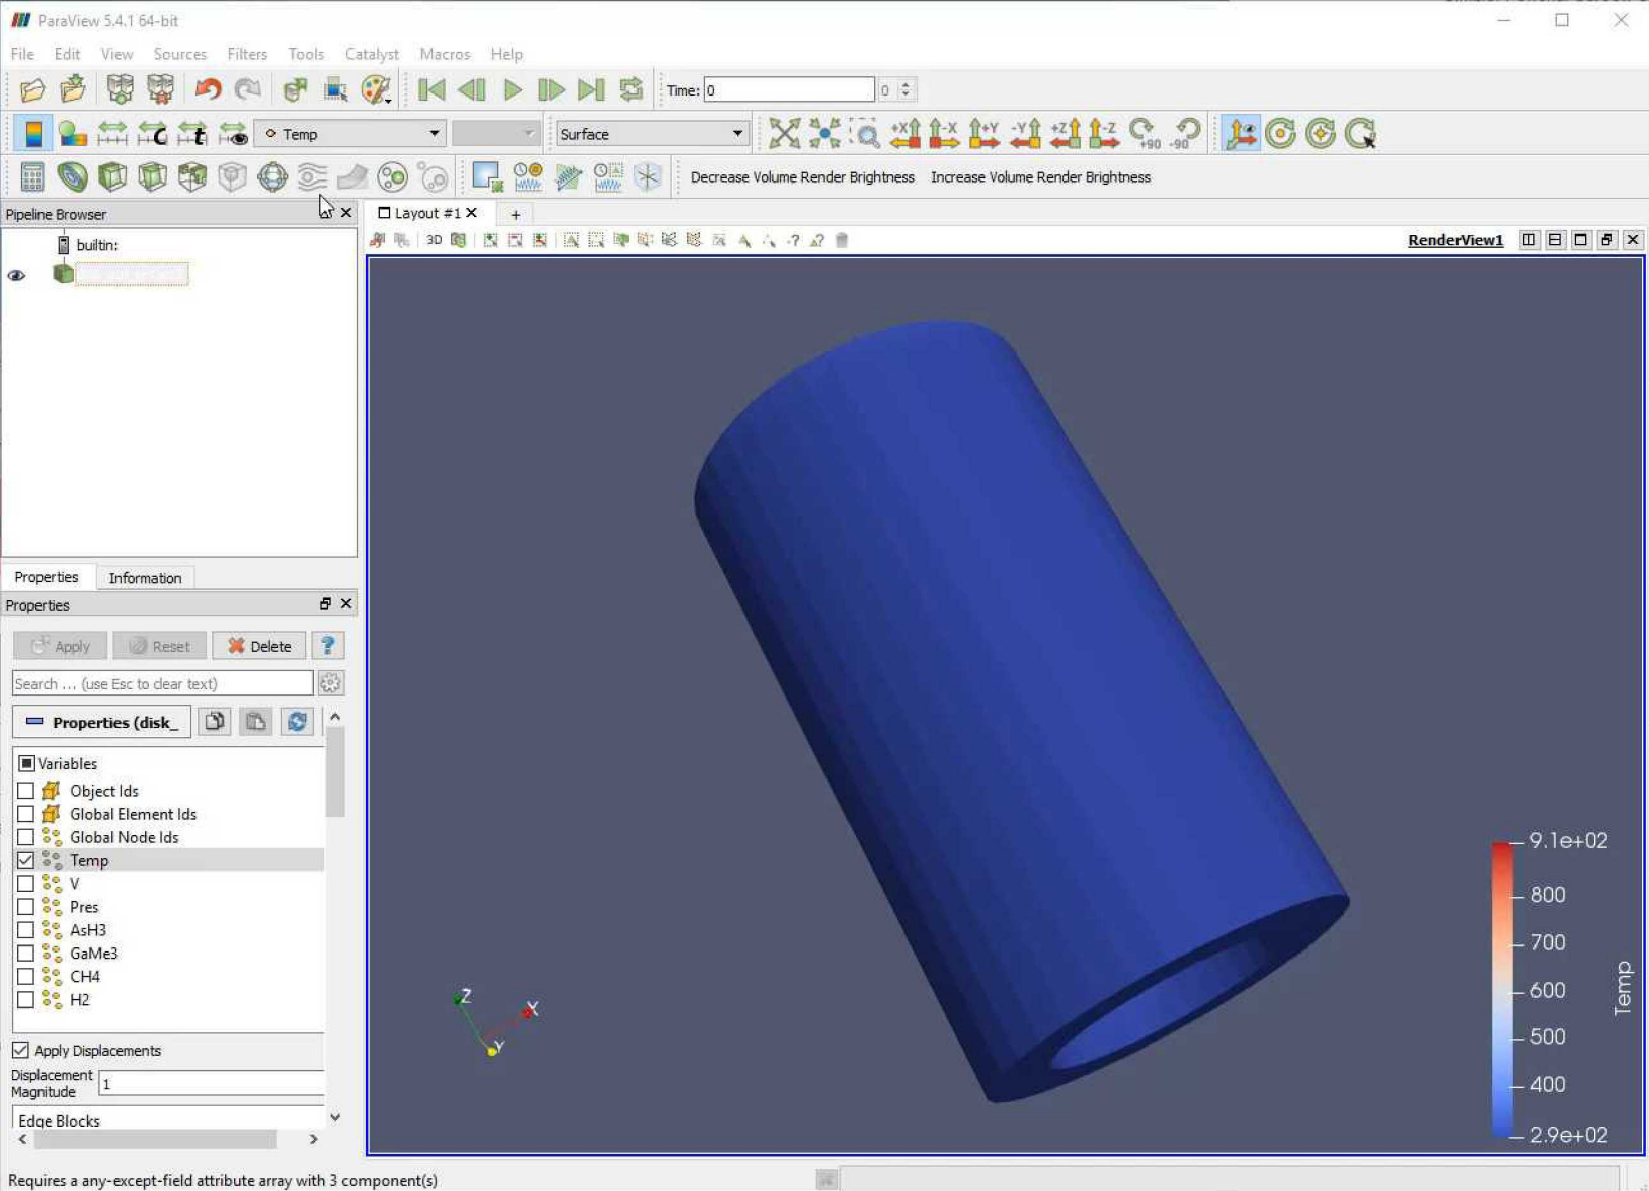 ParaView 5.4.1 64-bit
File Edit View Sources Filters Tools Catalyst Macros Help
Time: 0 0
Temp Surface +X -X +Y -Y +Z -Z +90 -90
Decrease Volume Render Brightness Increase Volume Render Brightness
Pipeline Browser
Layout #1 +
builtin:
3D
RenderView1
Properties Information
Properties
Apply Reset Delete ?
Search ... (use Esc to clear text)
Properties (disk_
Variables
Object Ids
Global Element Ids
Global Node Ids
Temp
V
Pres
AsH3
GaMe3
CH4
H2
Apply Displacements
Displacement
Magnitude 1
Edge Blocks
Z
X
Y
9.1e+02
800
700
600
500
400
2.9e+02
Temp
Requires a any-except-field attribute array with 3 component(s)